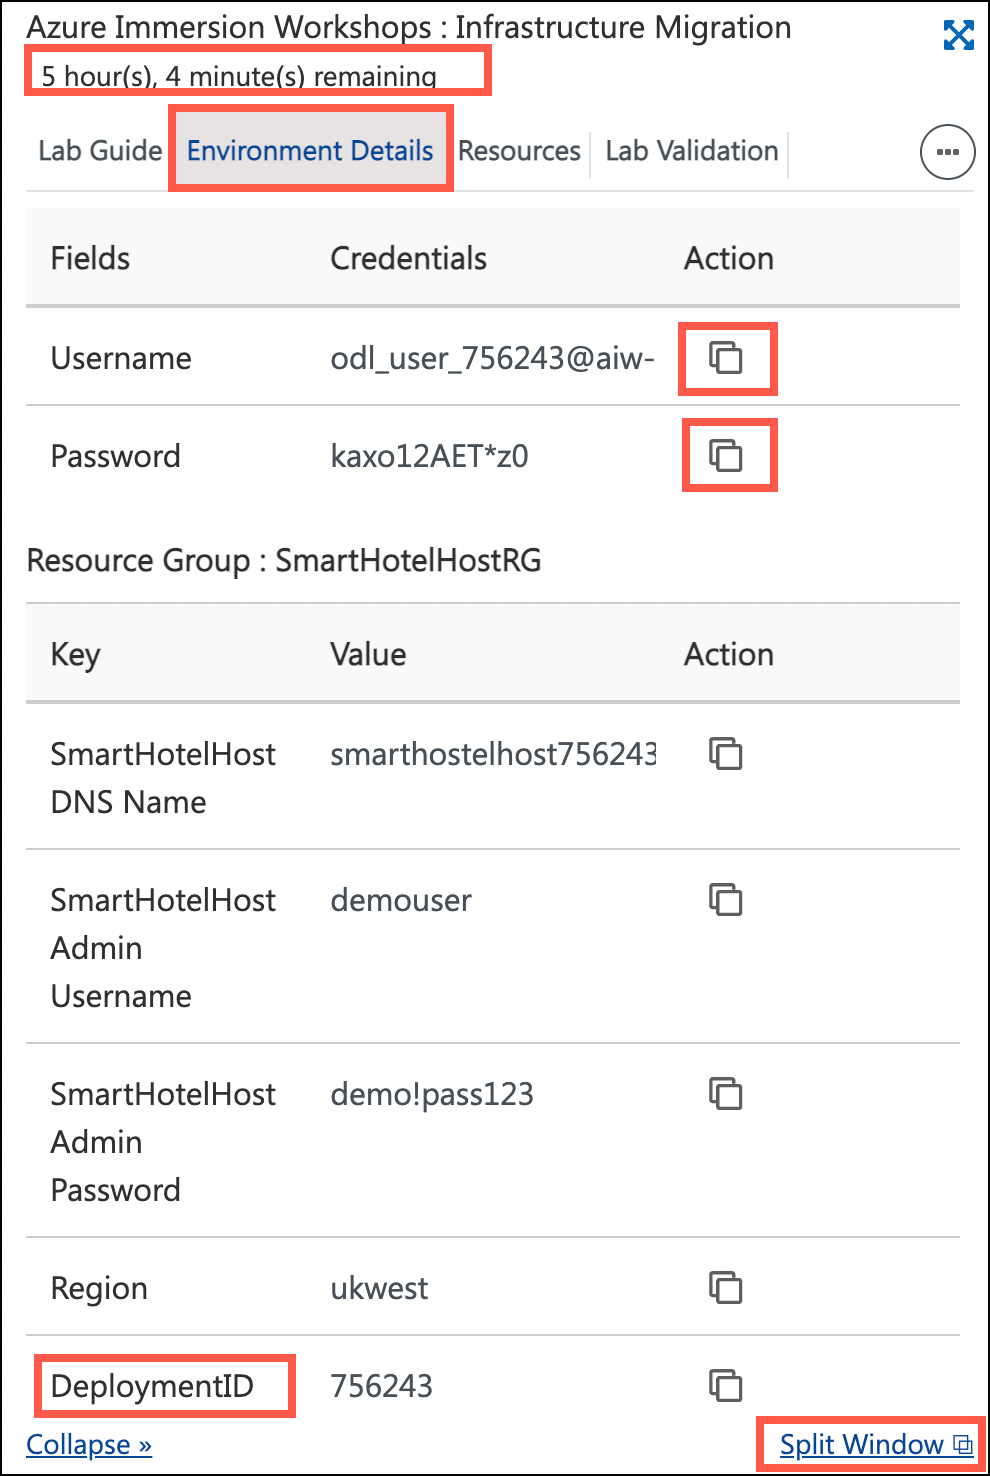 Azure Immersion Workshops : Infrastructure Migration
5 hour(s), 4 minute(s) remaining
Lab Guide Environment Details Resources Lab Validation
Fields Credentials Action
Username odl_user_756243@aiw-
Password kaxo12AET*z0
Resource Group : SmartHotelHostRG
Key Value Action
SmartHotelHost smarthostelhost756243
DNS Name
SmartHotelHost demouser
Admin
Username
SmartHotelHost demo!pass123
Admin
Password
Region ukwest
DeploymentID 756243
Collapse » Split Window